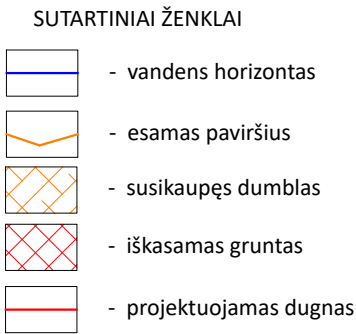 SUTARTINIAI ŽENKLAI
- vandens horizontas
- esamas paviršius
- susikaupęs dumblas
- iškasamas gruntas
- projektuojamas dugnas